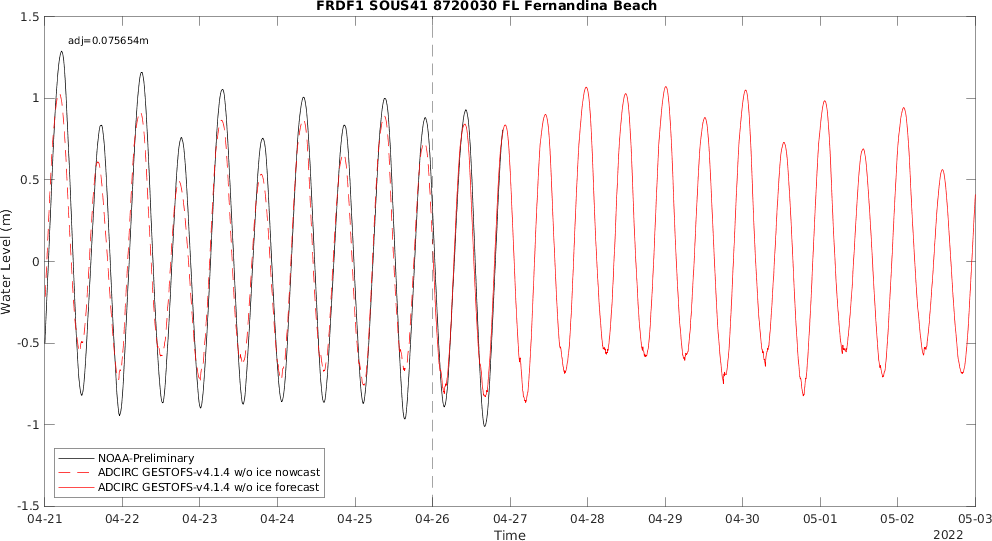 FRDF1 SOUS41 8720030 FL Fernandina Beach
adj=0.075654m
1.5
1
0.5
0
-0.5
-1
-1.5
Water Level (m)
NOAA-Preliminary
ADCIRC GESTOFS-v4.1.4 w/o ice nowcast
ADCIRC GESTOFS-v4.1.4 w/o ice forecast
04-21 04-22 04-23 04-24 04-25 04-26 04-27 04-28 04-29 04-30 05-01 05-02 05-03
Time
2022